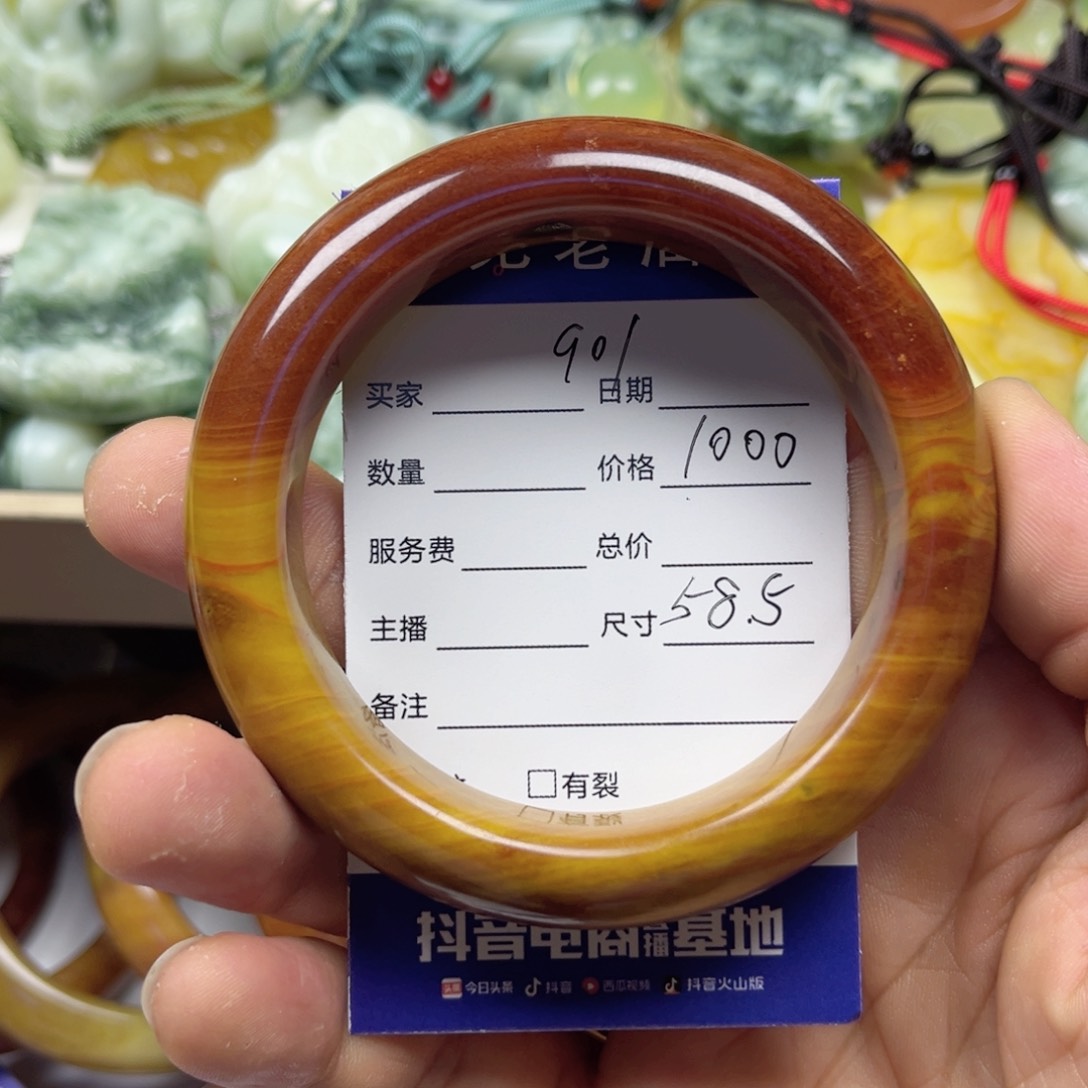 901
买家 日期
数量 价格 1000
服务费 总价
主播 尺寸 58.5
备注
□有裂
抖音电商直播基地
今日头条 抖音 西瓜视频 抖音火山版